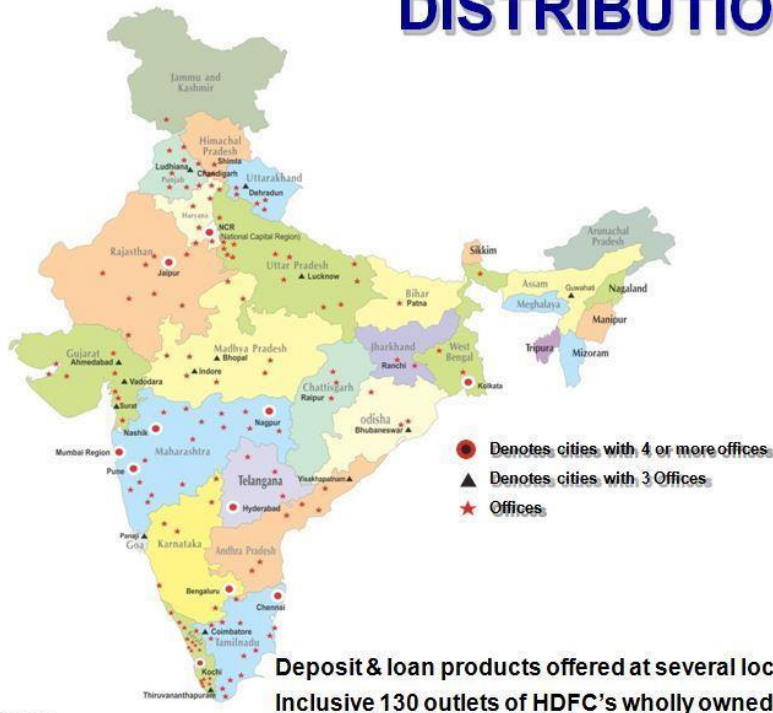 DISTRIBUTIO
Jammu and
Kashmir
Himachal
Pradesh
Shimla
Ludhiana
Chandigarh
Punjab
Uttarakhand
Dehradun
Haryana
NCR
(National Capital Region)
Arunachal
Pradesh
Rajasthan
Jaipur
Sikkim
Uttar Pradesh
Lucknow
Assam
Guwahati
Nagaland
Bihar
Patna
Meghalaya
Manipur
Gujarat
Ahmedabad
Madhya Pradesh
Bhopal
Jharkhand
Ranchi
West
Bengal
Tripura
Mizoram
Vadodara
Indore
Chattisgarh
Raipur
Kolkata
Surat
Nagpur
odisha
Bhubaneswar
Nashik
Mumbai Region
Maharashtra
Denotes cities with 4 or more offices
Pune
Telangana
Visakhapatnam
Denotes cities with 3 Offices
Hyderabad
Offices
Panaji
Goa
Karnataka
Andhra Pradesh
Bengaluru
Chennai
Coimbatore
Tamilnadu
Kochi
Deposit & loan products offered at several loc
Thiruvananthapuram
Inclusive 130 outlets of HDFC's wholly owned